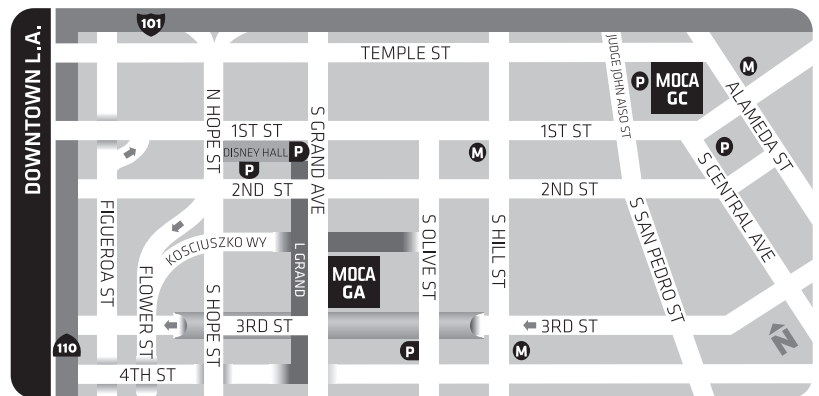 DOWNTOWN L.A.
101
TEMPLE ST
JUDGE JOHN AISO ST
P
MOCA
GC
M
ALAMEDA ST
N HOPE ST
S GRAND AVE
1ST ST
1ST ST
DISNEY HALL
P
P
M
P
S CENTRAL AVE
2ND ST
2ND ST
FIGUEROA ST
FLOWER ST
KOSCIUSZKO WY
L GRAND
MOCA
GA
S OLIVE ST
S HILL ST
S SAN PEDRO ST
S HOPE ST
3RD ST
3RD ST
N
110
P
M
4TH ST